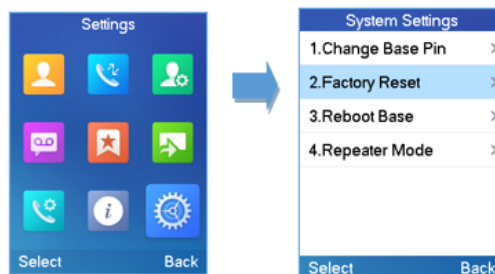 Settings
Select Back
System Settings
1.Change Base Pin
2.Factory Reset
3.Reboot Base
4.Repeater Mode
Select Back